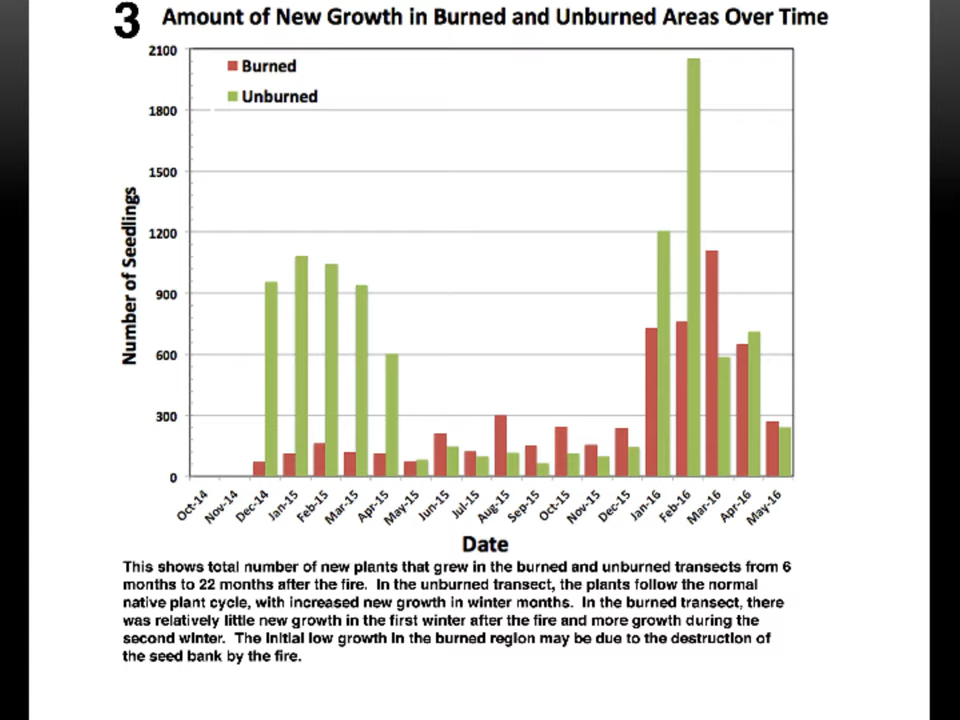 3 Amount of New Growth in Burned and Unburned Areas Over Time
2100
Burned
Unburned
1800
1500
1200
900
600
300
0
Number of Seedlings
Oct-14 Nov-14 Dec-14 Jan-15 Feb-15 Mar-15 Apr-15 May-15 Jun-15 Jul-15 Aug-15 Sep-15 Oct-15 Nov-15 Dec-15 Jan-16 Feb-16 Mar-16 Apr-16 May-16
Date
This shows total number of new plants that grew in the burned and unburned transects from 6
months to 22 months after the fire. In the unburned transect, the plants follow the normal
native plant cycle, with increased new growth in winter months. In the burned transect, there
was relatively little new growth in the first winter after the fire and more growth during the
second winter. The initial low growth in the burned region may be due to the destruction of
the seed bank by the fire.